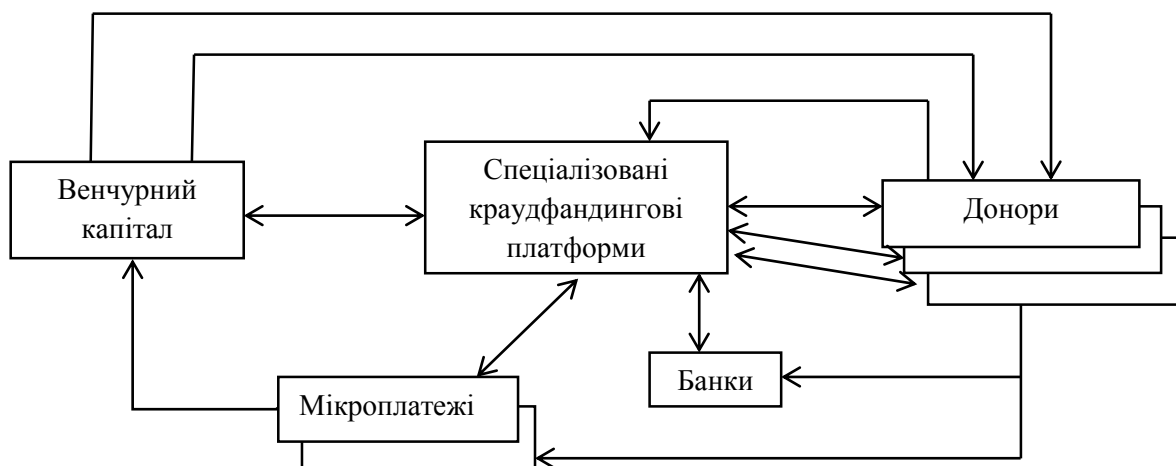 Венчурний
капітал
Спеціалізовані
краудфандингові
платформи
Донори
Банки
Мікроплатежі